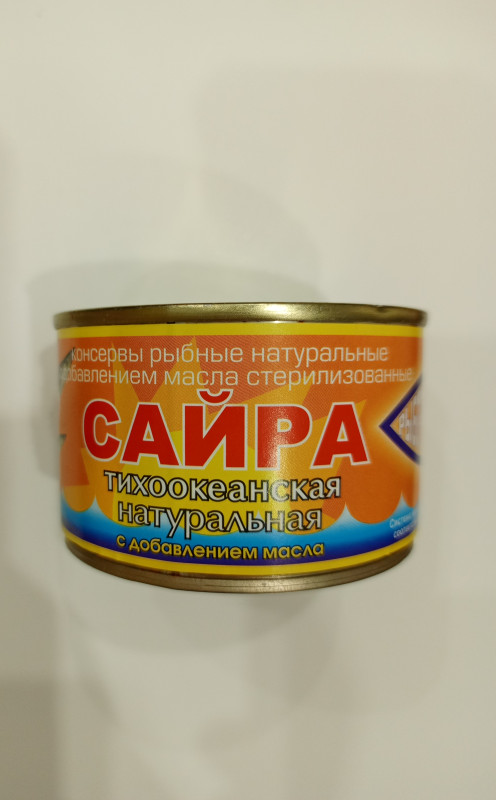 консервы рыбные натуральные
добавлением масла стерилизованные
САЙРА
тихоокеанская
натуральная
с добавлением масла